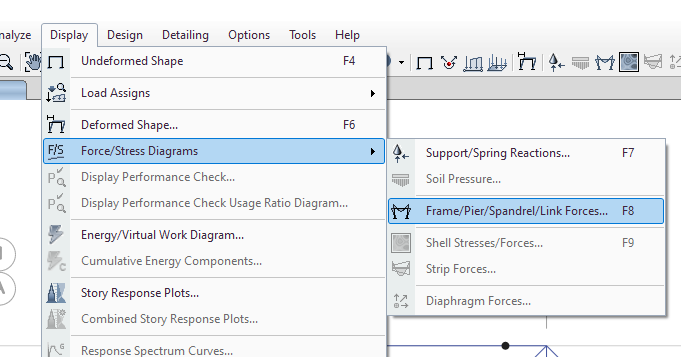 nalyze Display Design Detailing Options Tools Help
Undeformed Shape F4
Load Assigns
Deformed Shape... F6
F/S Force/Stress Diagrams
Support/Spring Reactions... F7
P Display Performance Check...
Soil Pressure...
P Display Performance Check Usage Ratio Diagram...
Frame/Pier/Spandrel/Link Forces... F8
Energy/Virtual Work Diagram...
Shell Stresses/Forces... F9
C Cumulative Energy Components...
Strip Forces...
Story Response Plots...
Diaphragm Forces...
Combined Story Response Plots...
G Response Spectrum Curves...
A